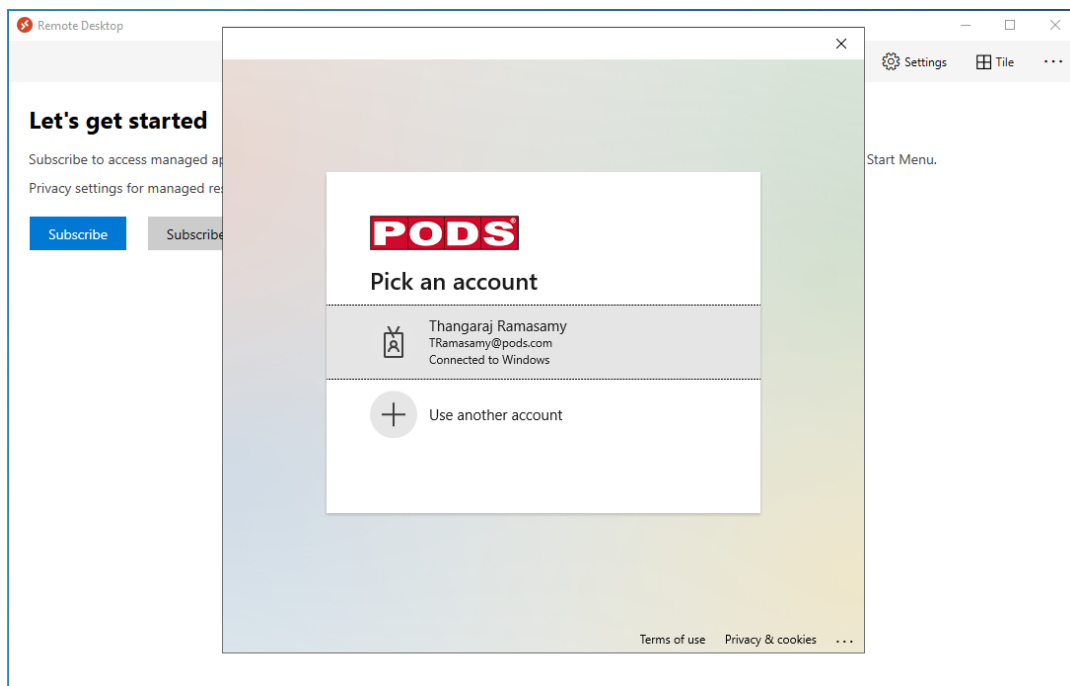 Remote Desktop
Settings
Tile
Let's get started
Subscribe to access managed
Start Menu.
Privacy settings for managed
Subscribe
Subscribe
PODS®
Pick an account
Thangaraj Ramasamy
TRamasamy@pods.com
Connected to Windows
Use another account
Terms of use Privacy & cookies